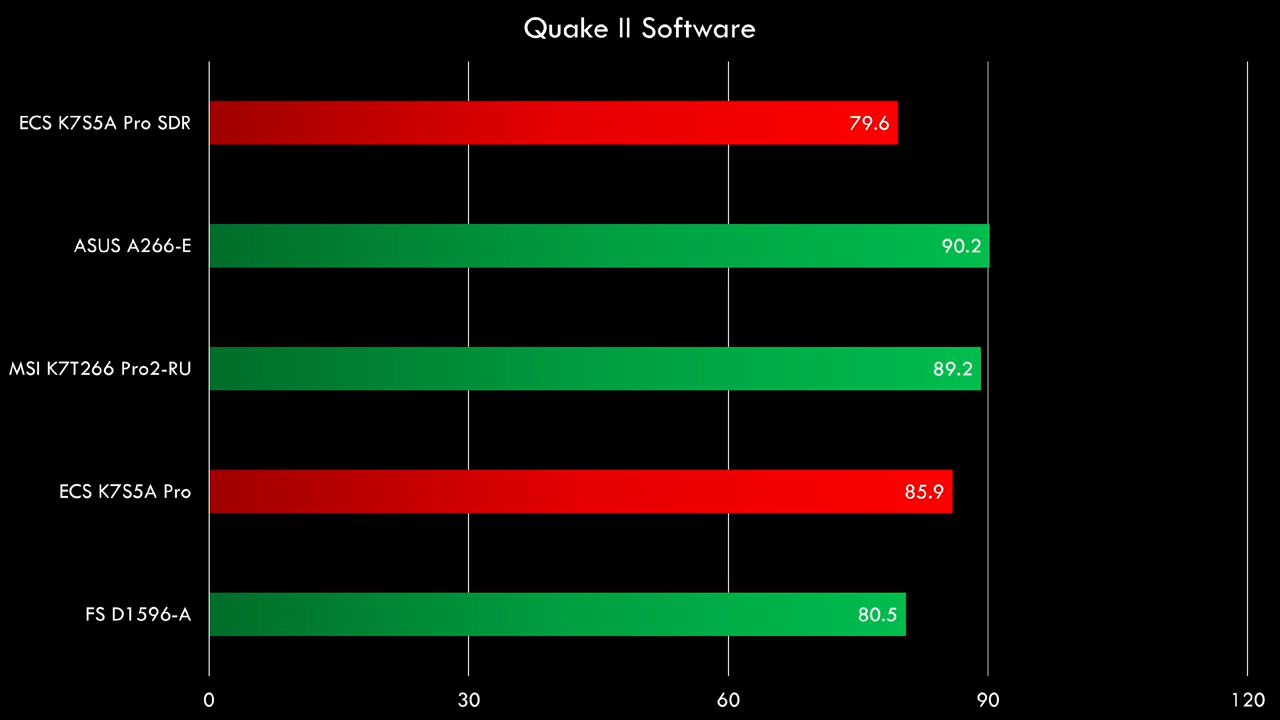 Quake II Software
ECS K7S5A Pro SDR
79.6
ASUS A266-E
90.2
MSI K7T266 Pro2-RU
89.2
ECS K7S5A Pro
85.9
FS D1596-A
80.5
0 30 60 90 120